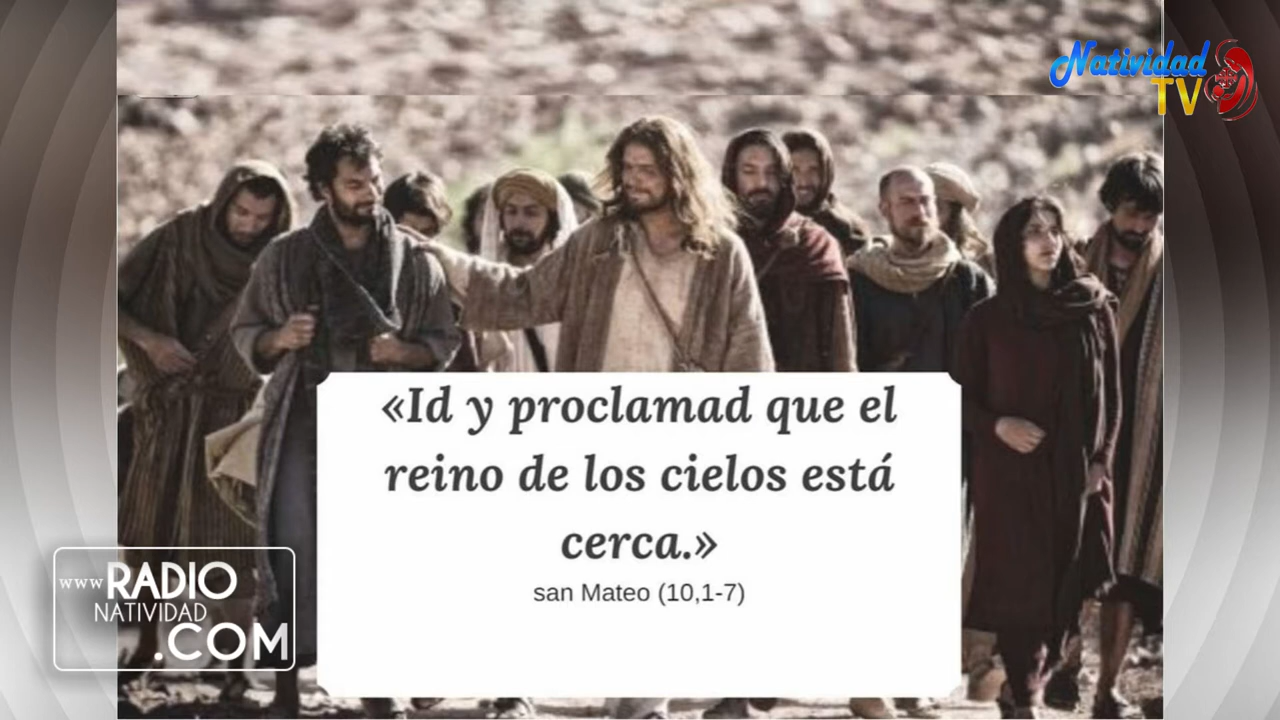 Natividad
TV
«Id y proclamad que el
reino de los cielos está
cerca.»
san Mateo (10,1-7)
www RADIO
NATIVIDAD
.COM